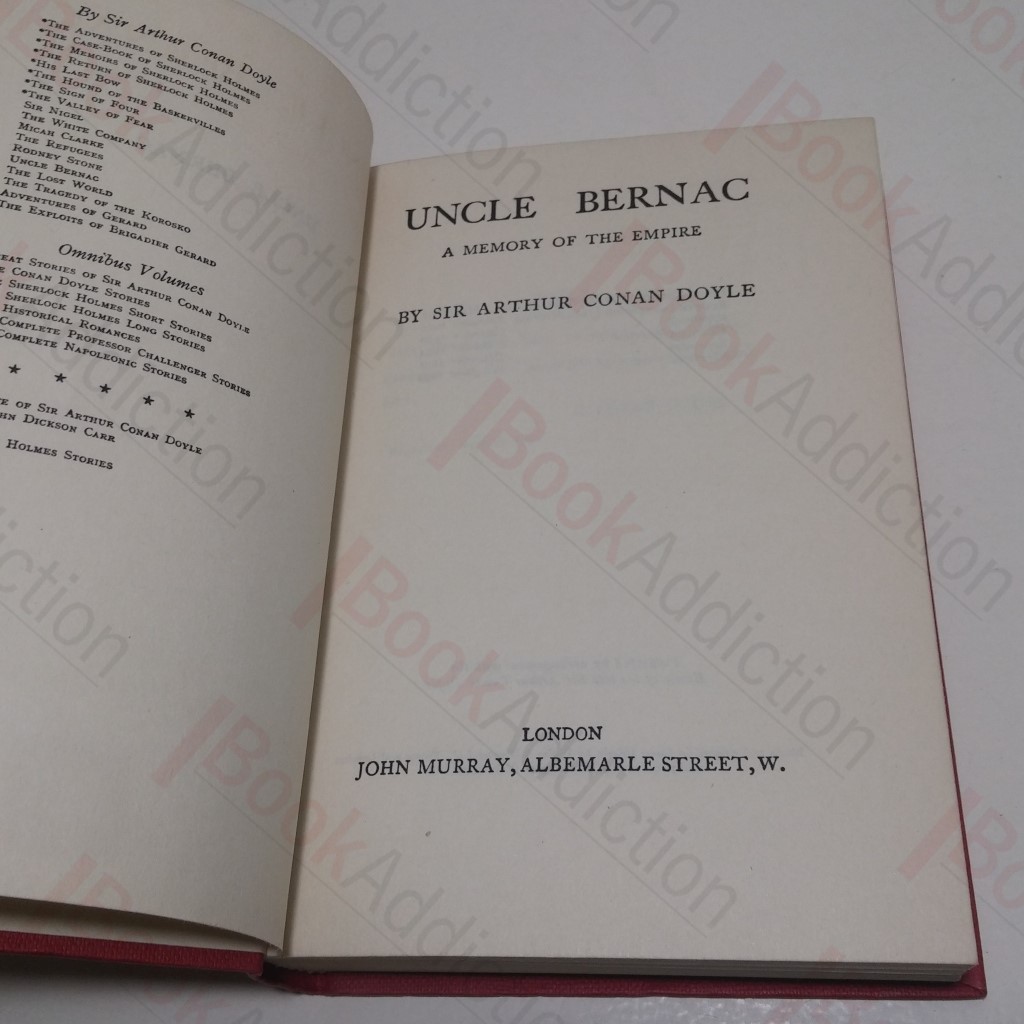 By Sir Arthur Conan Doyle
*The Adventures of Sherlock Holmes
*The Case-Book of Sherlock Holmes
*The Memoirs of Sherlock Holmes
*The Return of Sherlock Holmes
*His Last Bow
*The Hound of the Baskervilles
*The Sign of Four
*The Valley of Fear
Sir Nigel
The White Company
Micah Clarke
The Refugees
Rodney Stone
Uncle Bernac
The Lost World
The Tragedy of the Korosko
Adventures of Gerard
The Exploits of Brigadier Gerard
Omnibus Volumes
Stories of Sir Arthur Conan Doyle
Conan Doyle Stories
Sherlock Holmes Short Stories
Sherlock Holmes Long Stories
Historical Romances
Complete Professor Challenger Stories
Complete Napoleonic Stories
* * * * *
of Sir Arthur Conan Doyle
Dickson Carr
Holmes Stories
UNCLE BERNAC
A MEMORY OF THE EMPIRE
BY SIR ARTHUR CONAN DOYLE
LONDON
JOHN MURRAY, ALBEMARLE STREET, W.
BookAddiction
BookAddiction
BookAddiction
BookAddiction
BookAddiction
BookAddiction